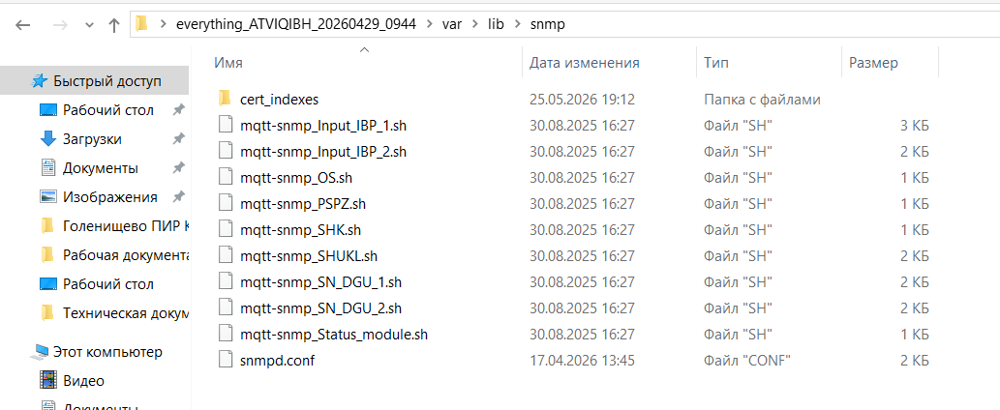 everything_ATVIQIBH_20260429_0944 > var > lib > snmp
Имя Дата изменения Тип Размер
Быстрый доступ
Рабочий стол
Загрузки
Документы
Изображения
Голенищево ПИР К
Рабочая документа
Рабочий стол
Техническая докум
Этот компьютер
Видео
Документы
cert_indexes 25.05.2026 19:12 Папка с файлами
mqtt-snmp_Input_IBP_1.sh 30.08.2025 16:27 Файл "SH" 3 КБ
mqtt-snmp_Input_IBP_2.sh 30.08.2025 16:27 Файл "SH" 2 КБ
mqtt-snmp_OS.sh 30.08.2025 16:27 Файл "SH" 1 КБ
mqtt-snmp_PSPZ.sh 30.08.2025 16:27 Файл "SH" 1 КБ
mqtt-snmp_SHK.sh 30.08.2025 16:27 Файл "SH" 1 КБ
mqtt-snmp_SHUKL.sh 30.08.2025 16:27 Файл "SH" 2 КБ
mqtt-snmp_SN_DGU_1.sh 30.08.2025 16:27 Файл "SH" 2 КБ
mqtt-snmp_SN_DGU_2.sh 30.08.2025 16:27 Файл "SH" 2 КБ
mqtt-snmp_Status_module.sh 30.08.2025 16:27 Файл "SH" 1 КБ
snmpd.conf 17.04.2026 13:45 Файл "CONF" 2 КБ